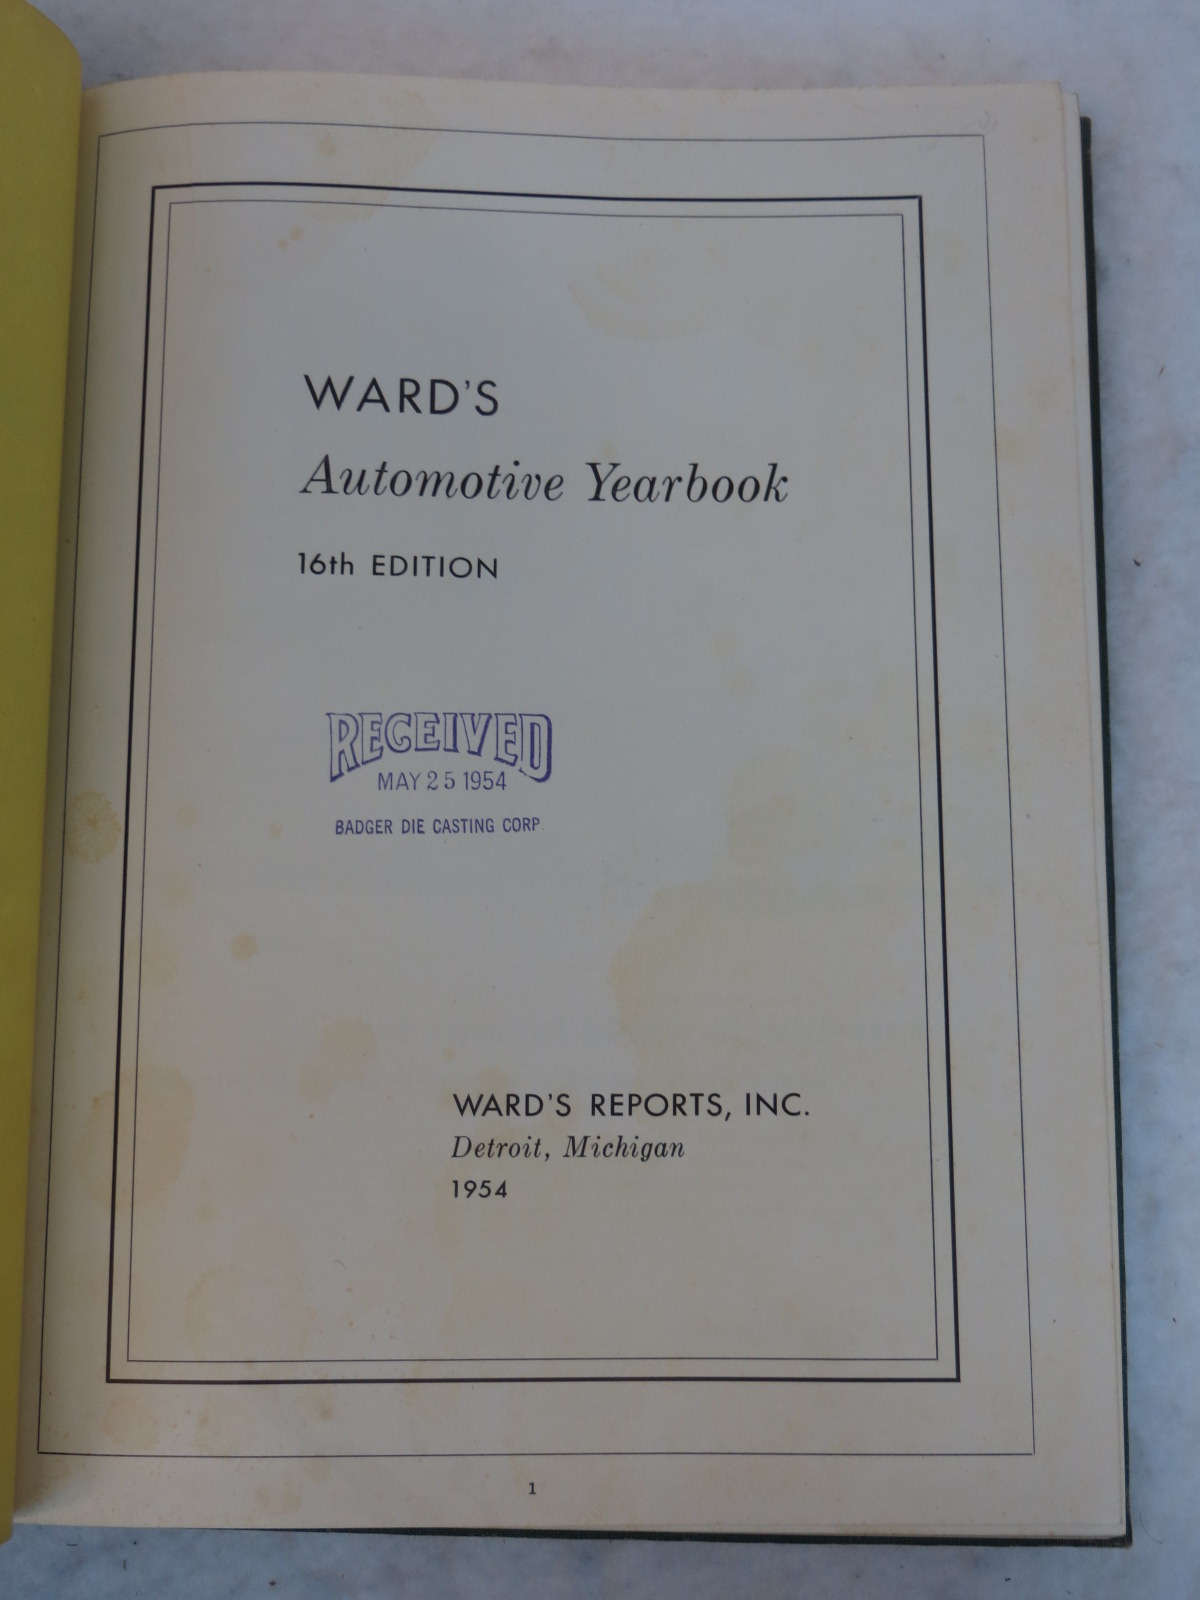 WARD'S
Automotive Yearbook
16th EDITION
RECEIVED
MAY 25 1954
BADGER DIE CASTING CORP.
WARD'S REPORTS, INC.
Detroit, Michigan
1954
1